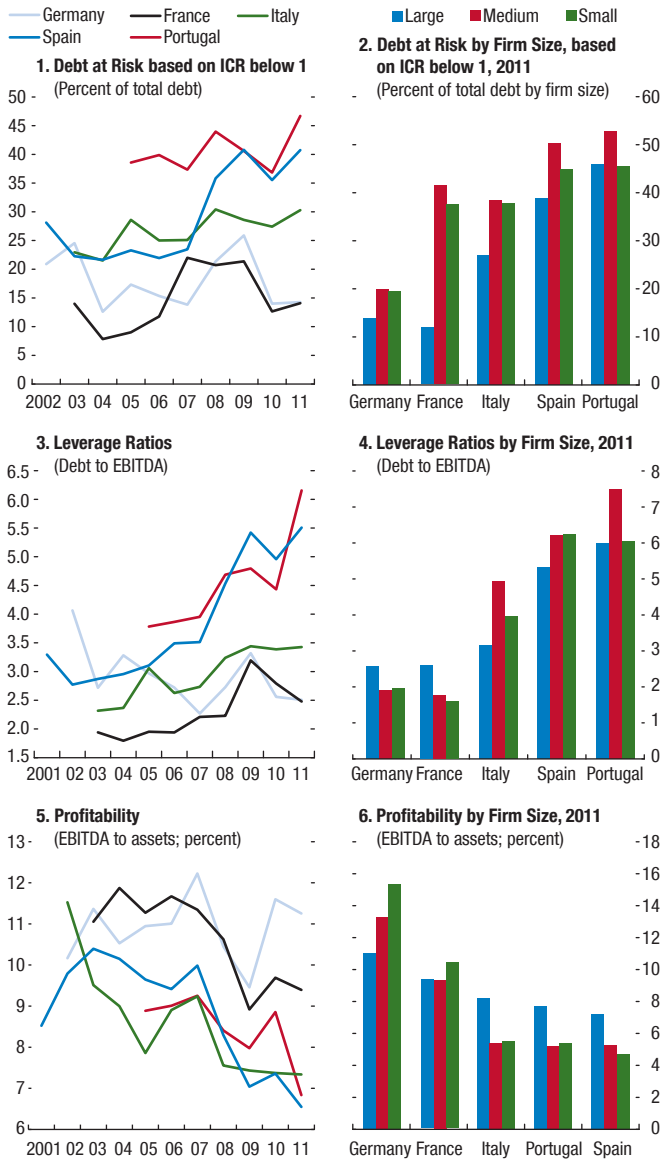 Germany France Italy
Spain Portugal
Large Medium Small
1. Debt at Risk based on ICR below 1
(Percent of total debt)
50
45
40
35
30
25
20
15
10
5
0
2002 03 04 05 06 07 08 09 10 11
2. Debt at Risk by Firm Size, based
on ICR below 1, 2011
(Percent of total debt by firm size)
60
50
40
30
20
10
0
Germany France Italy Spain Portugal
3. Leverage Ratios
(Debt to EBITDA)
6.5
6.0
5.5
5.0
4.5
4.0
3.5
3.0
2.5
2.0
1.5
2001 02 03 04 05 06 07 08 09 10 11
4. Leverage Ratios by Firm Size, 2011
(Debt to EBITDA)
8
7
6
5
4
3
2
1
0
Germany France Italy Spain Portugal
5. Profitability
(EBITDA to assets; percent)
13
12
11
10
9
8
7
6
2001 02 03 04 05 06 07 08 09 10 11
6. Profitability by Firm Size, 2011
(EBITDA to assets; percent)
18
16
14
12
10
8
6
4
2
0
Germany France Italy Portugal Spain